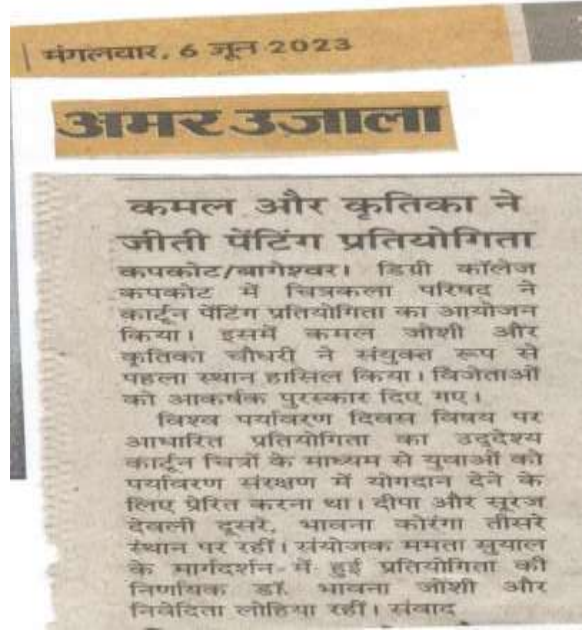 मंगलवार, 6 जून 2023
अमर उजाला
कमल और कृतिका ने
जीती पेंटिंग प्रतियोगिता
कपकोट/बागेश्वर। डिग्री कॉलेज
कपकोट में चित्रकला परिषद ने
कार्टून पेंटिंग प्रतियोगिता का आयोजन
किया। इसमें कमल जोशी और
कृतिका चौधरी ने संयुक्त रूप से
पहला स्थान हासिल किया। विजेताओं
को आकर्षक पुरस्कार दिए गए।
विश्व पर्यावरण दिवस विषय पर
आधारित प्रतियोगिता का उद्देश्य
कार्टून चित्रों के माध्यम से युवाओं को
पर्यावरण संरक्षण में योगदान देने के
लिए प्रेरित करना था। दीपा और सूरज
देवली दूसरे, भावना कोरंगा तीसरे
स्थान पर रहीं। संयोजक ममता सुयाल
के मार्गदर्शन में हुई प्रतियोगिता की
निर्णायक डॉ. भावना जोशी और
निवेदिता लोहिया रहीं। संवाद